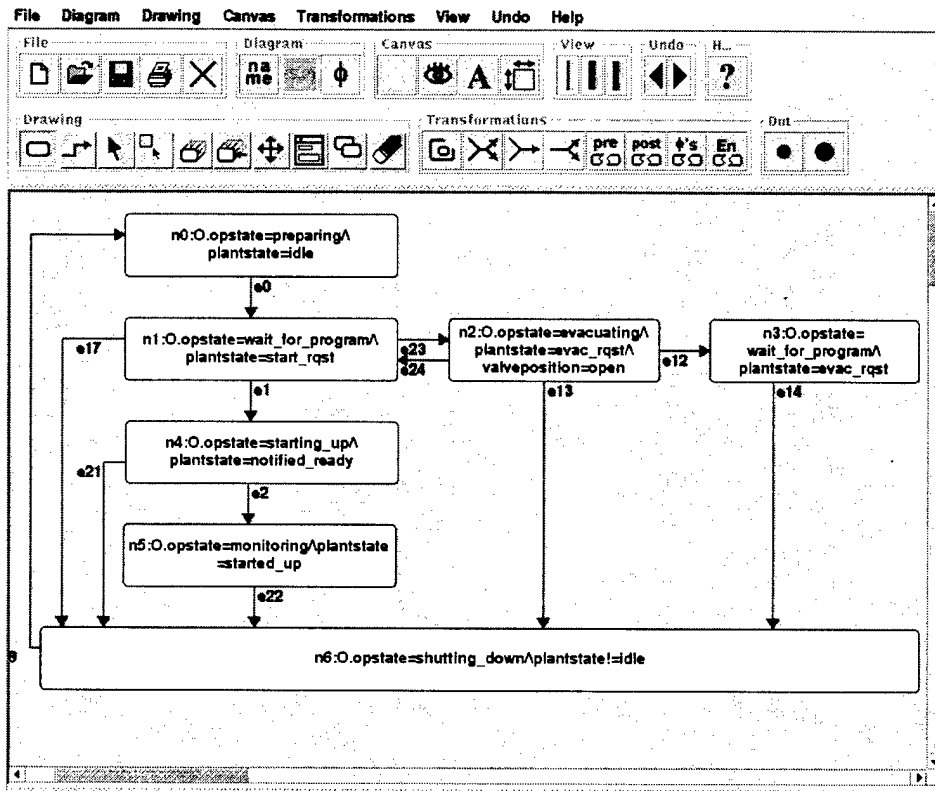 File Diagram Drawing Canvas Transformations View Undo Help
File Diagram Canvas View Undo H...
na
me
A
?
Drawing Transformations Dut
pre post ϕ's En
n0:O.opstate=preparing/\
plantstate=idle
e0
n1:O.opstate=wait_for_program/\
plantstate=start_rqst
e17
e23
e24
n2:O.opstate=evacuating/\
plantstate=evac_rqst/\
valveposition=open
e12
n3:O.opstate=
wait_for_program/\
plantstate=evac_rqst
e1
e13
e14
n4:O.opstate=starting_up/\
plantstate=notified_ready
e21
e2
n5:O.opstate=monitoring/\plantstate
=started_up
e22
n6:O.opstate=shutting_down/\plantstate!=idle